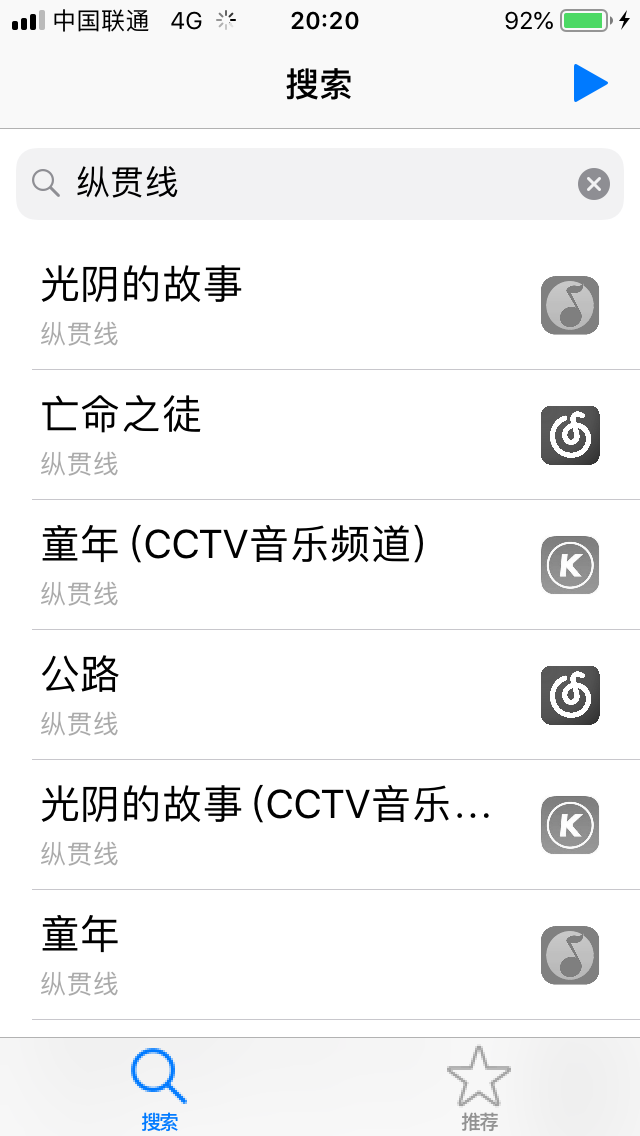 中国联通 4G 20:20 92%
搜索
纵贯线
光阴的故事
纵贯线
亡命之徒
纵贯线
童年 (CCTV音乐频道)
纵贯线
公路
纵贯线
光阴的故事 (CCTV音乐...
纵贯线
童年
纵贯线
搜索 推荐